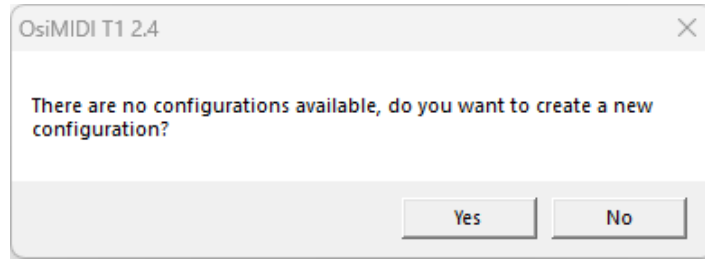 OsiMIDI T1 2.4
There are no configurations available, do you want to create a new
configuration?
Yes
No